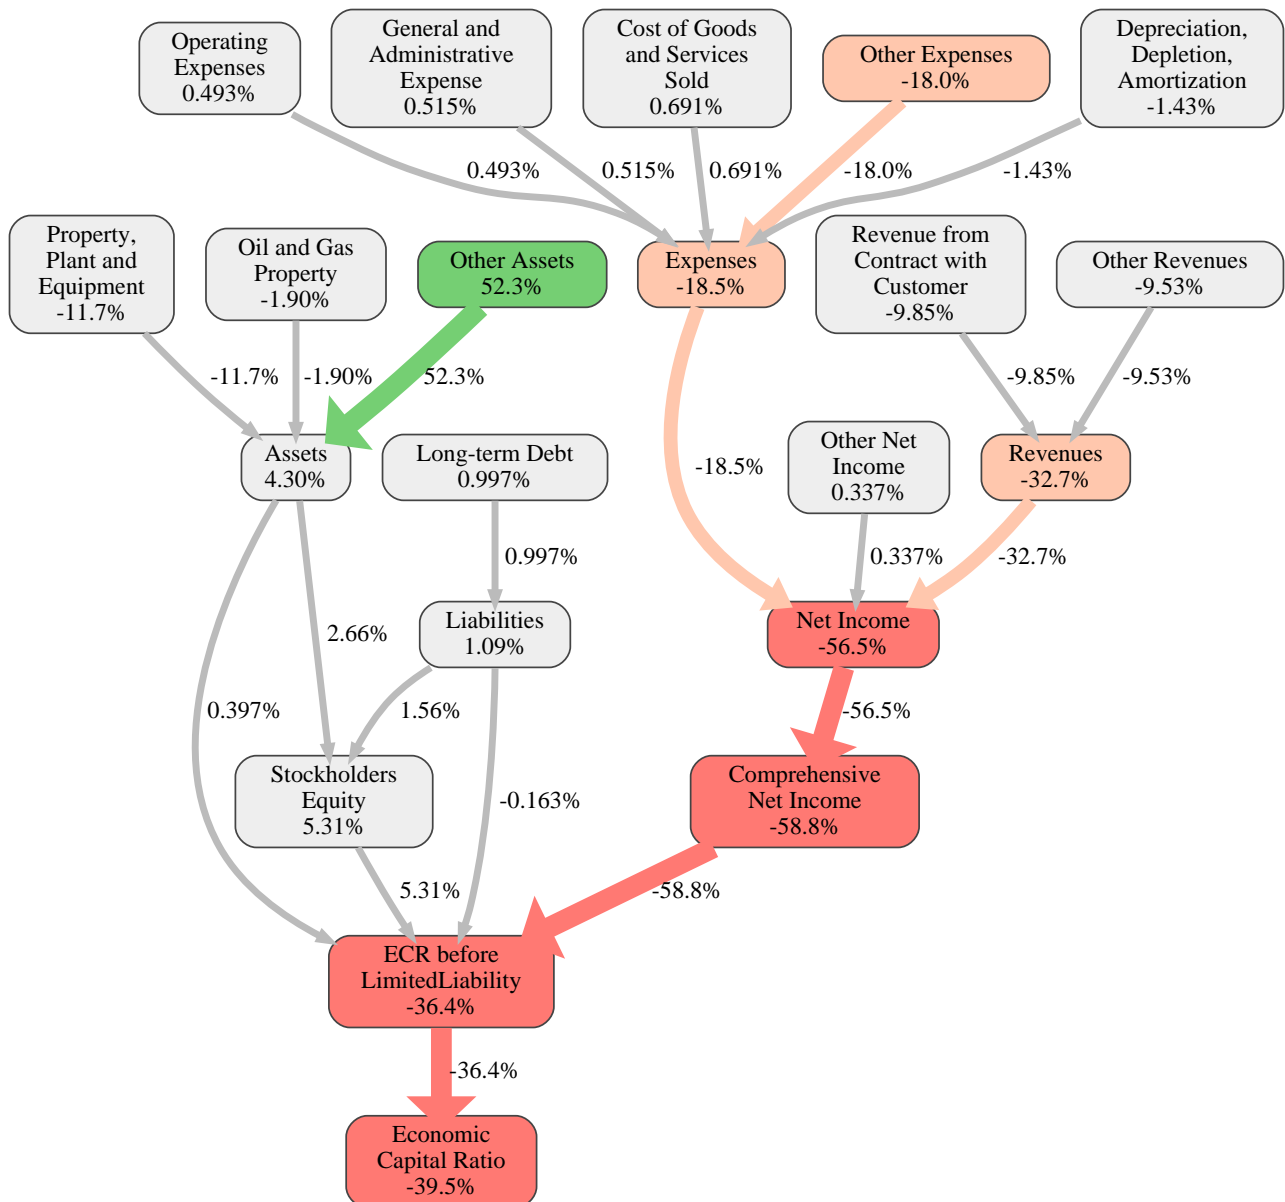 Operating
Expenses
0.493%
General and
Administrative
Expense
0.515%
Cost of Goods
and Services
Sold
0.691%
Other Expenses
-18.0%
Depreciation,
Depletion,
Amortization
-1.43%
0.493%
0.515%
0.691%
-18.0%
-1.43%
Property,
Plant and
Equipment
-11.7%
Oil and Gas
Property
-1.90%
Other Assets
52.3%
Expenses
-18.5%
Revenue from
Contract with
Customer
-9.85%
Other Revenues
-9.53%
-11.7%
-1.90%
52.3%
-9.85%
-9.53%
Assets
4.30%
Long-term Debt
0.997%
-18.5%
Other Net
Income
0.337%
Revenues
-32.7%
0.997%
0.337%
-32.7%
2.66%
Liabilities
1.09%
Net Income
-56.5%
0.397%
1.56%
-56.5%
Stockholders
Equity
5.31%
-0.163%
Comprehensive
Net Income
-58.8%
5.31%
-58.8%
ECR before
LimitedLiability
-36.4%
-36.4%
Economic
Capital Ratio
-39.5%